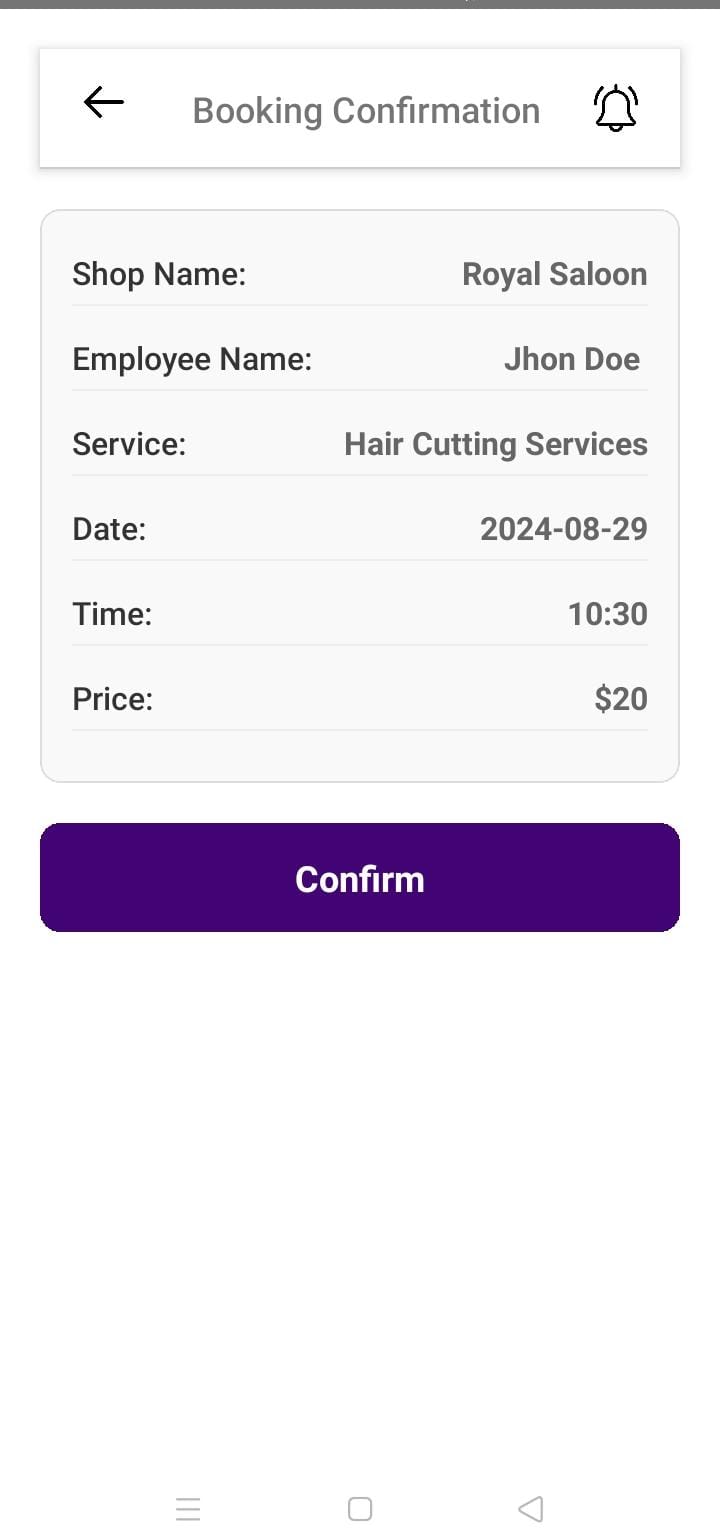 Booking Confirmation
Shop Name: Royal Saloon
Employee Name: Jhon Doe
Service: Hair Cutting Services
Date: 2024-08-29
Time: 10:30
Price: $20
Confirm